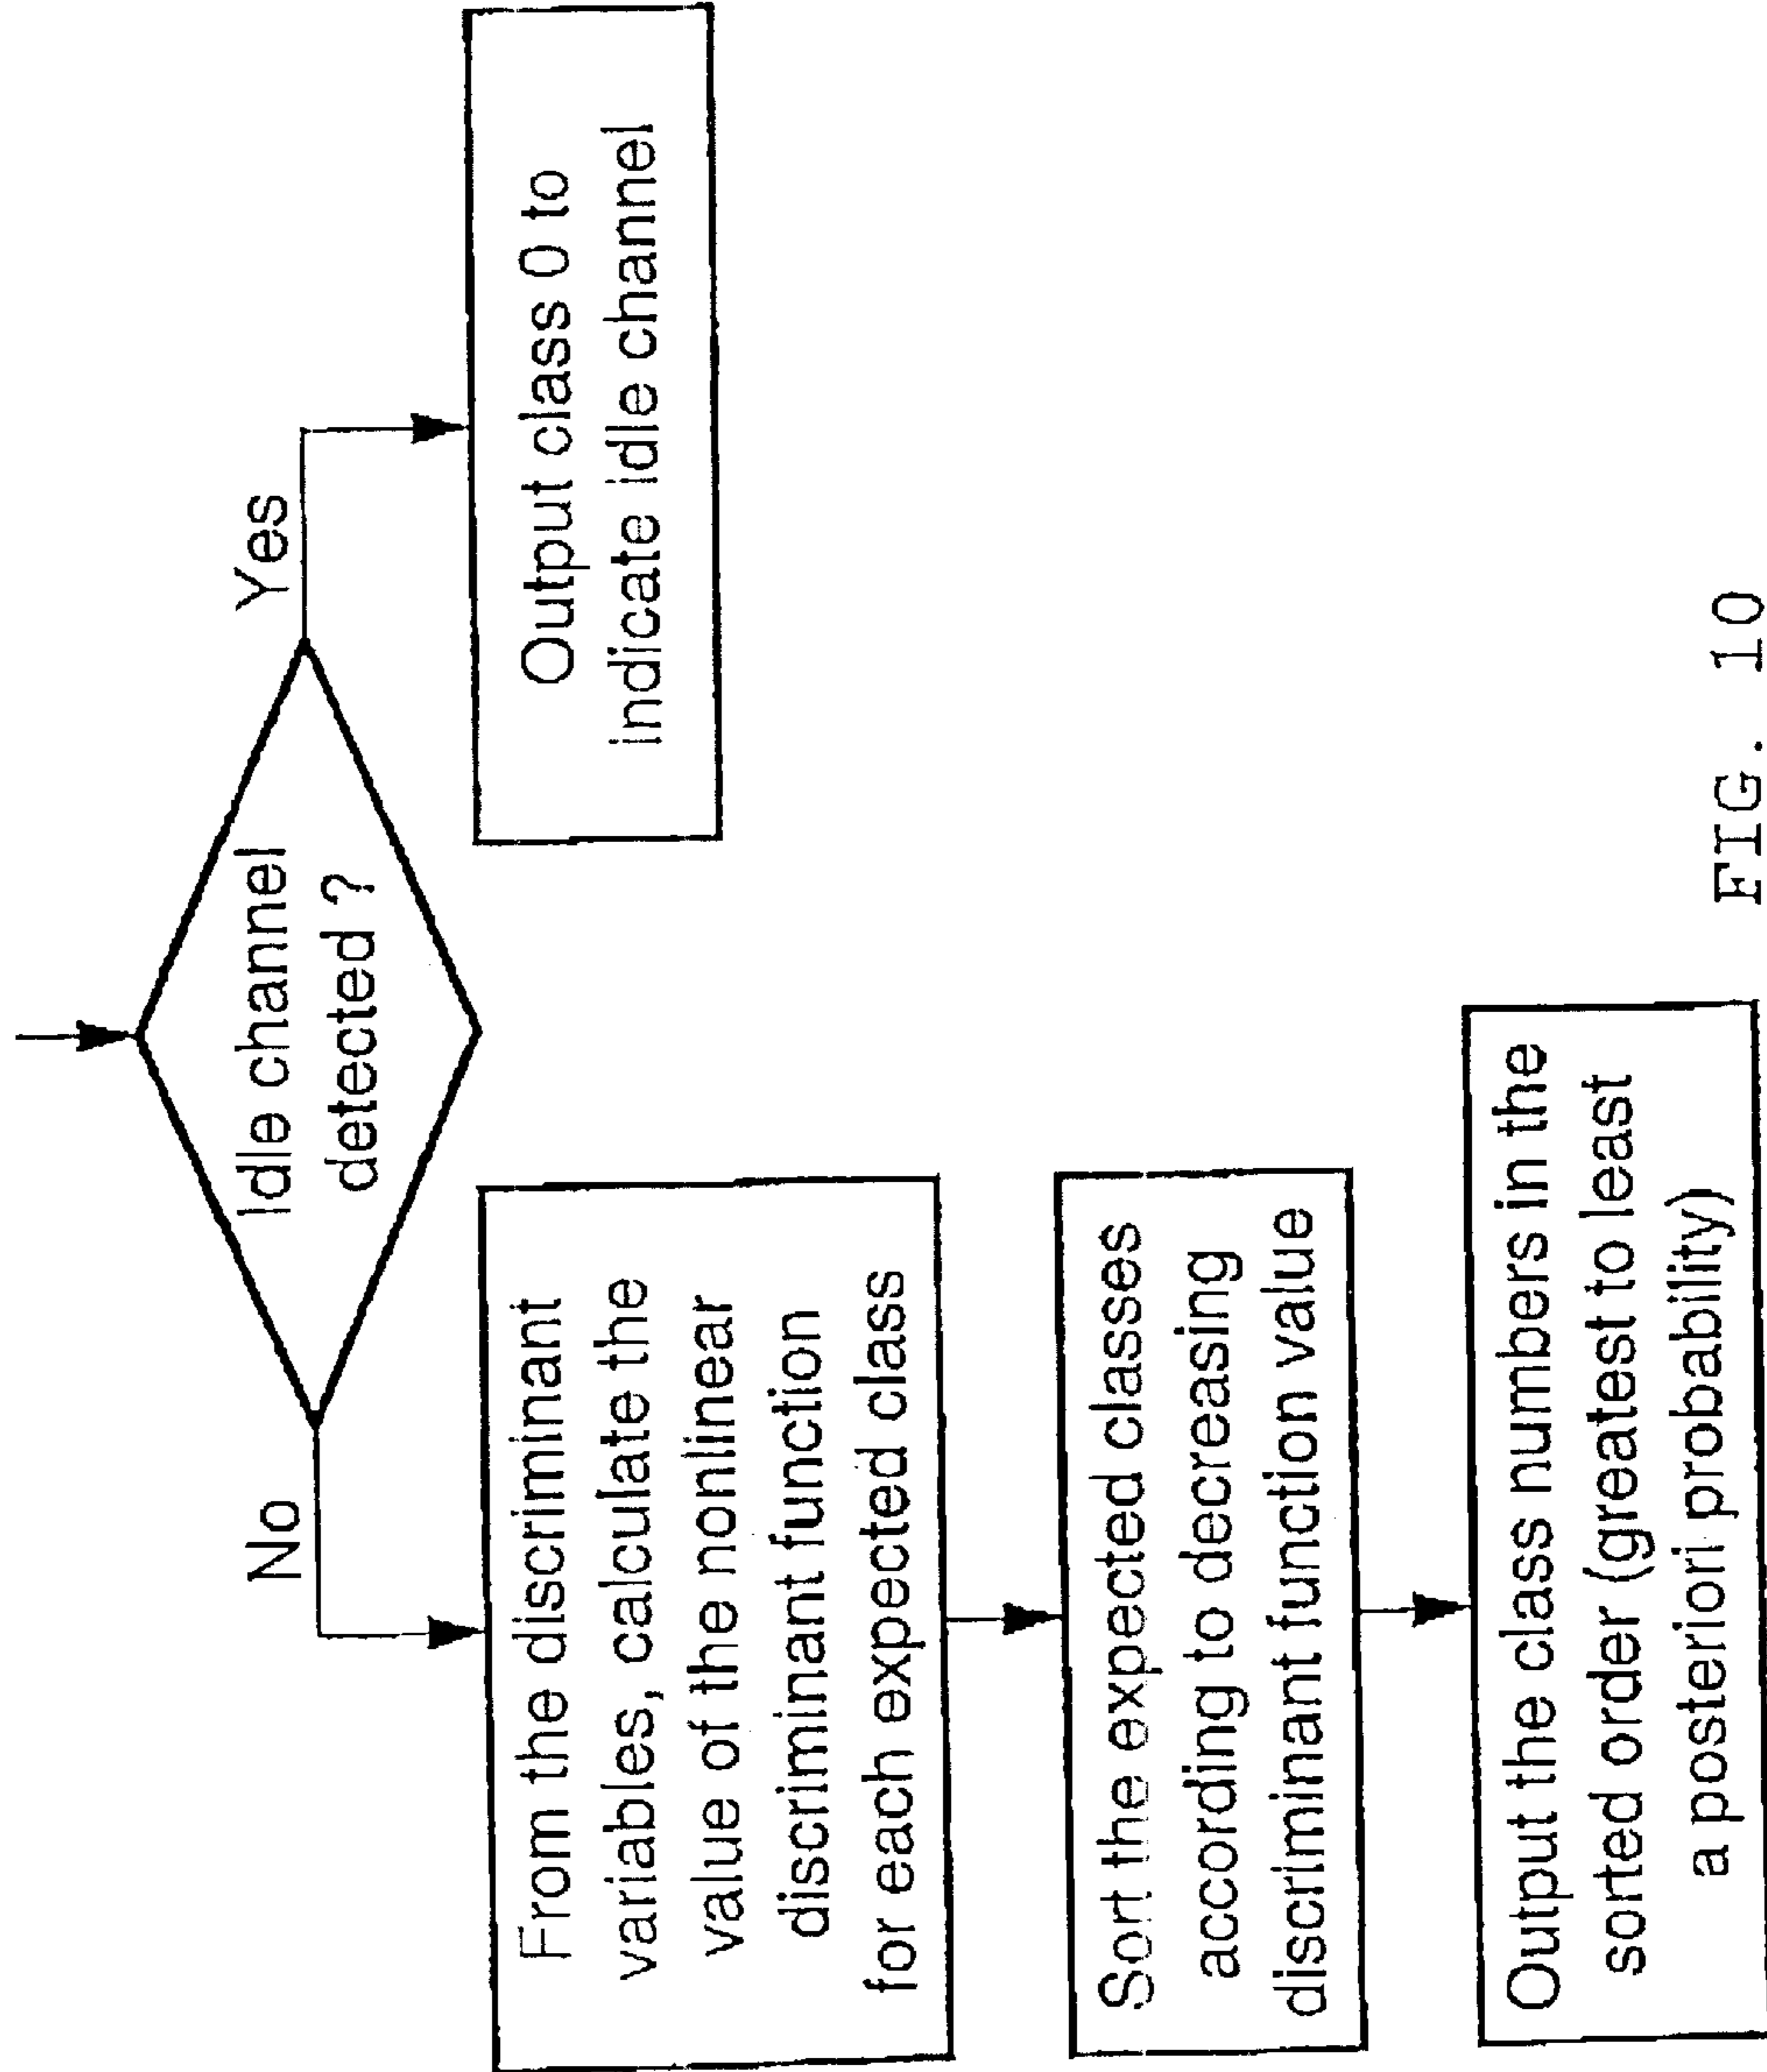 Idle channel
detected ?
Yes
No
Output class 0 to
indicate idle channel
From the discriminant
variables, calculate the
value of the nonlinear
discriminant function
for each expected class
Sort the expected classes
according to decreasing
discriminant function value
Output the class numbers in the
sorted order (greatest to least
a posteriori probability)
FIG. 10